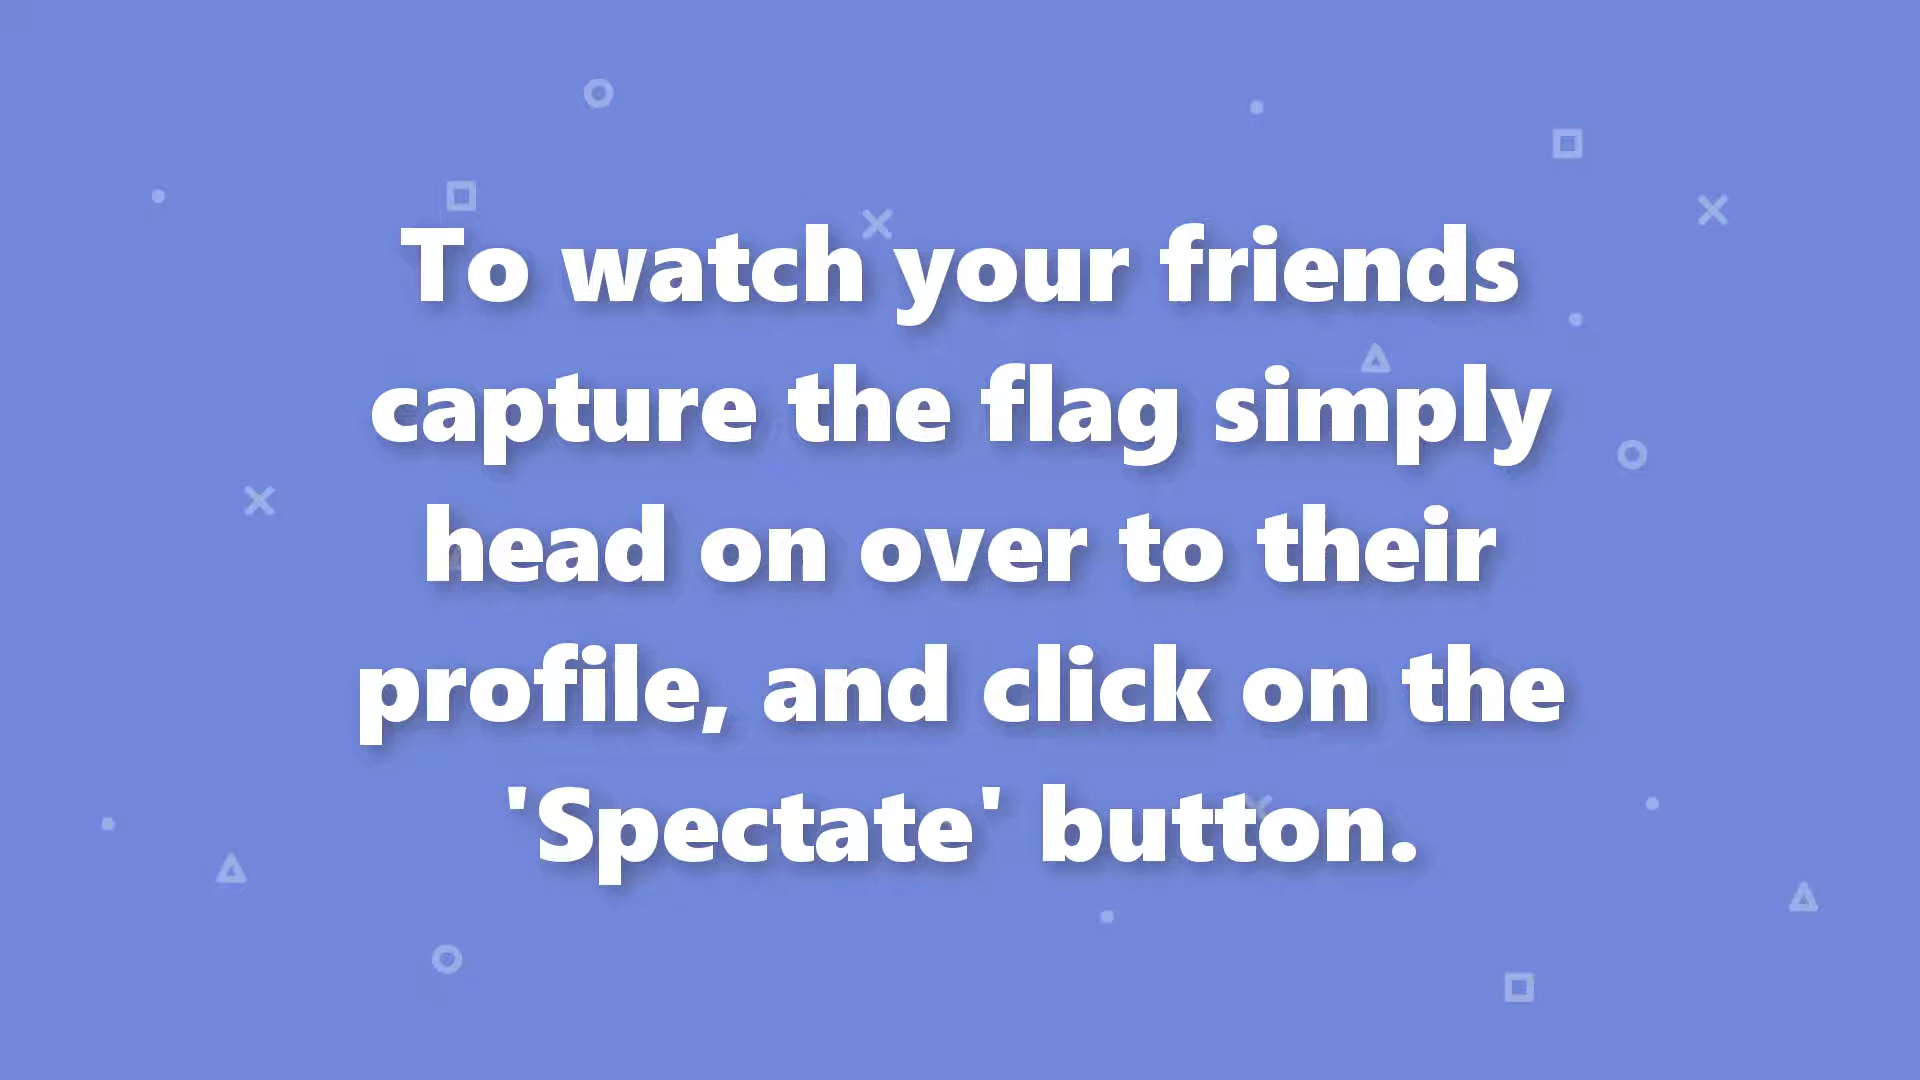 To watch your friends
capture the flag simply
head on over to their
profile, and click on the
'Spectate' button.